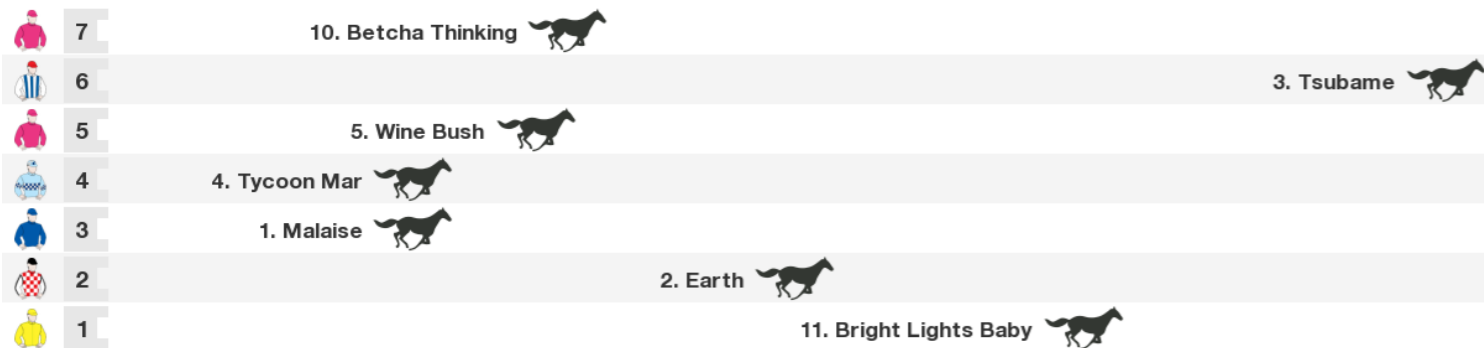 7 10. Betcha Thinking
6 3. Tsubame
5 5. Wine Bush
4 4. Tycoon Mar
3 1. Malaise
2 2. Earth
1 11. Bright Lights Baby